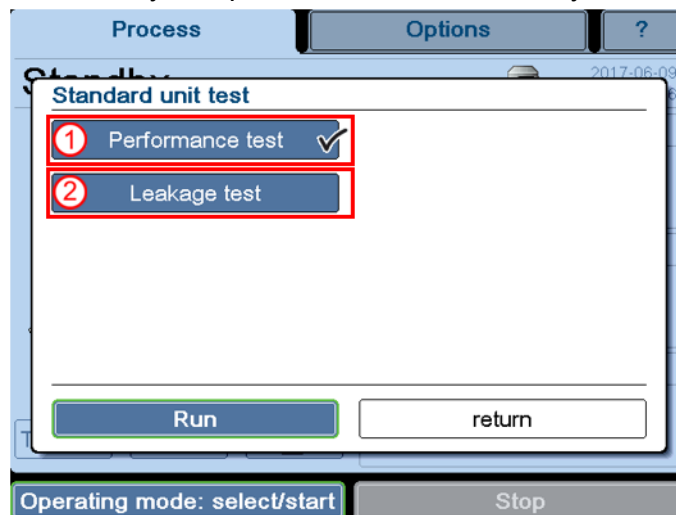 Process
Options
?
Standby
2017-06-09
Standard unit test
1 Performance test
2 Leakage test
Run
return
Operating mode: select/start
Stop